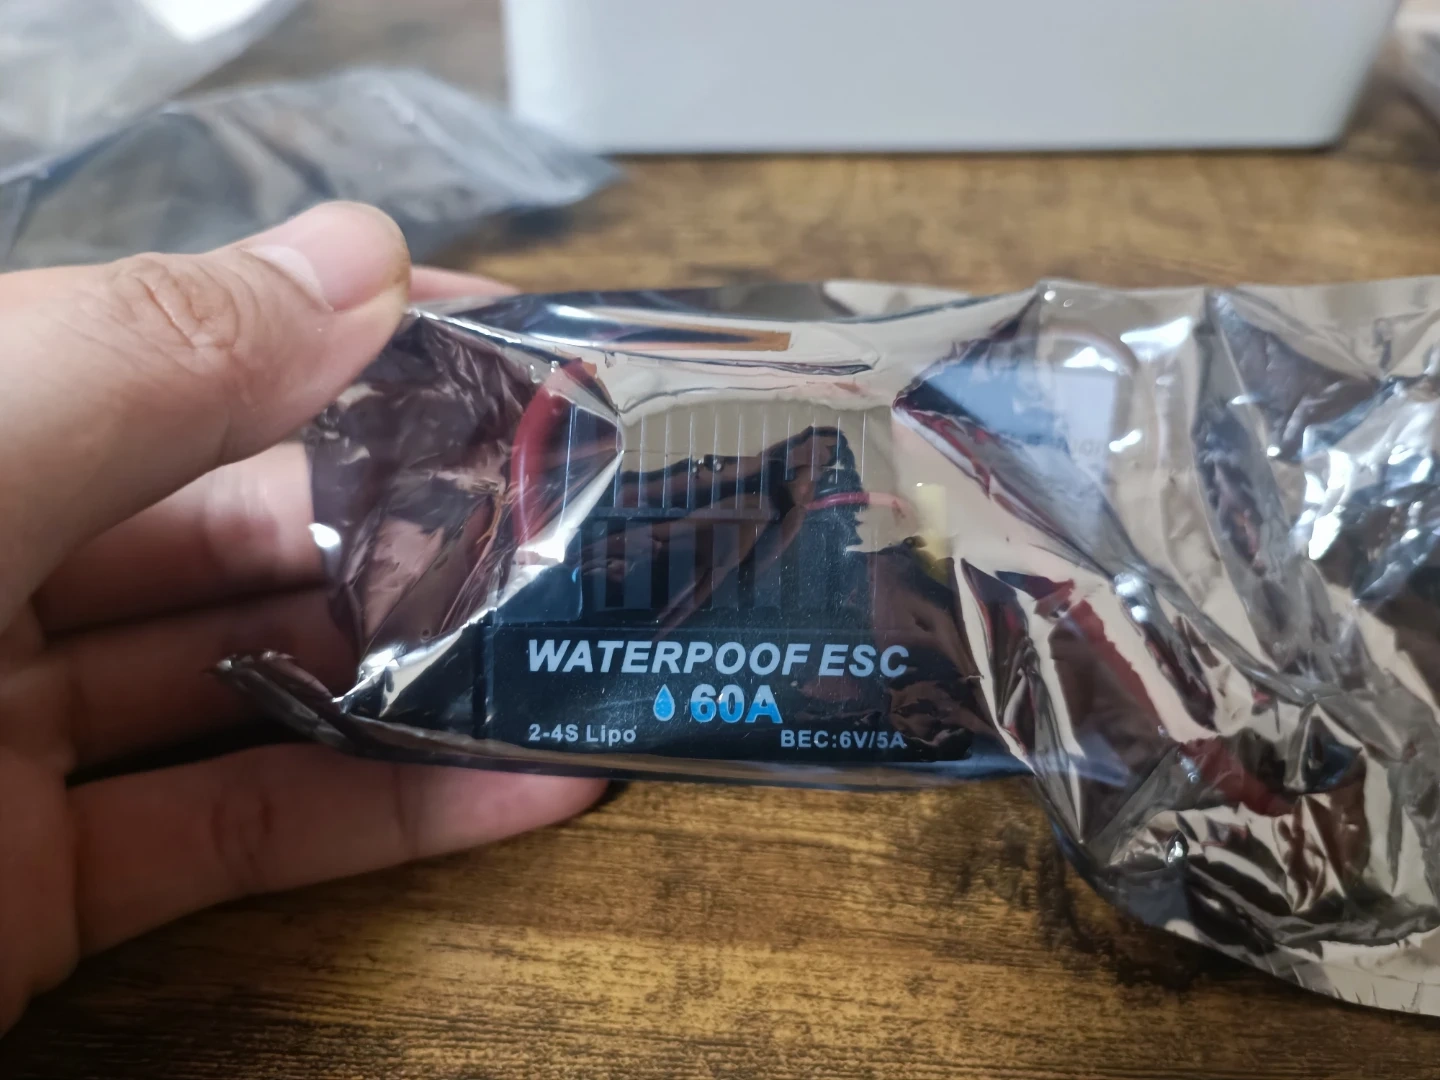 WATERPOOF ESC
60A
2-4S Lipo
BEC:6V/5A